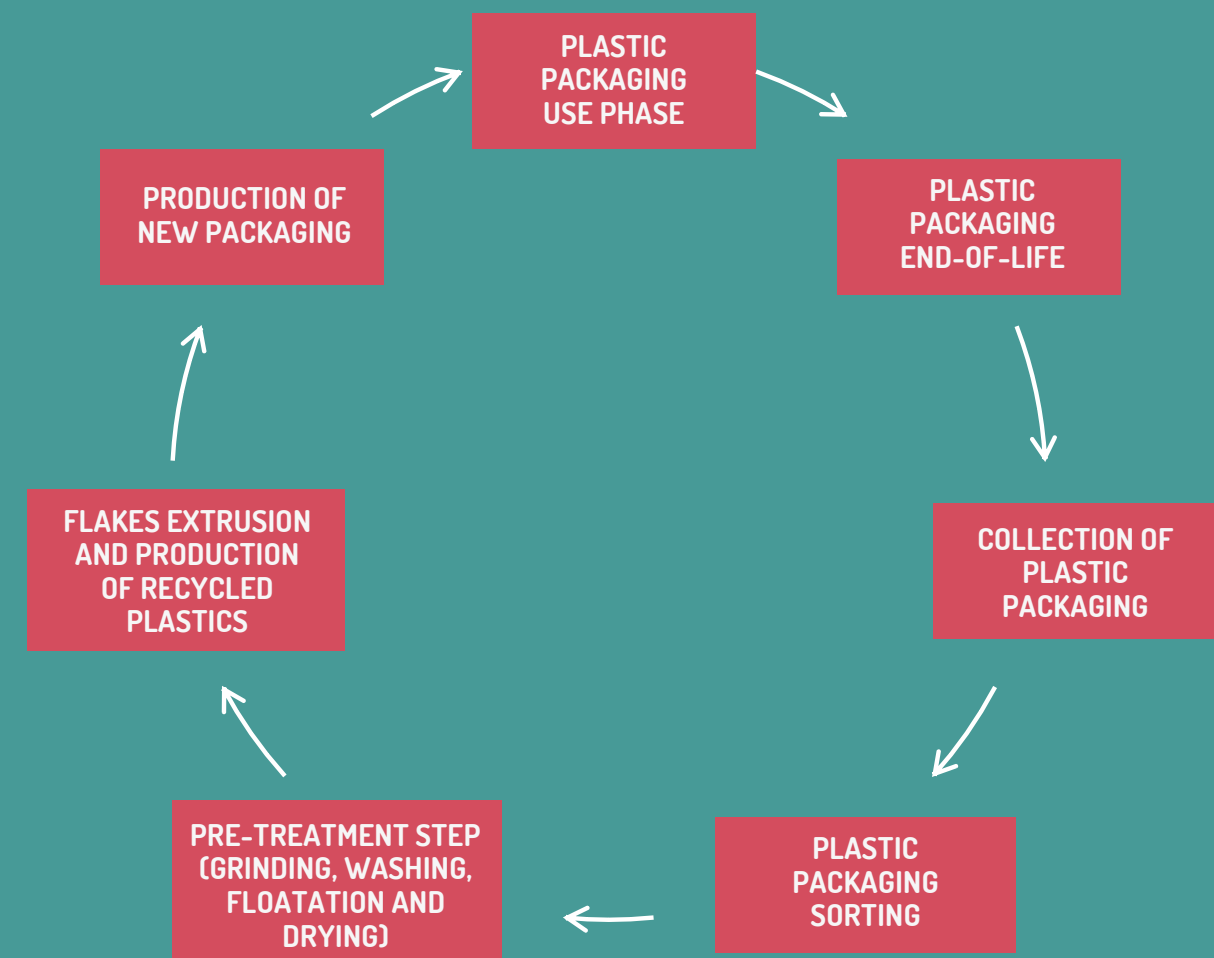 PLASTIC
PACKAGING
USE PHASE
PLASTIC
PACKAGING
END-OF-LIFE
COLLECTION OF
PLASTIC
PACKAGING
PLASTIC
PACKAGING
SORTING
PRE-TREATMENT STEP
(GRINDING, WASHING,
FLOATATION AND
DRYING)
FLAKES EXTRUSION
AND PRODUCTION
OF RECYCLED
PLASTICS
PRODUCTION OF
NEW PACKAGING